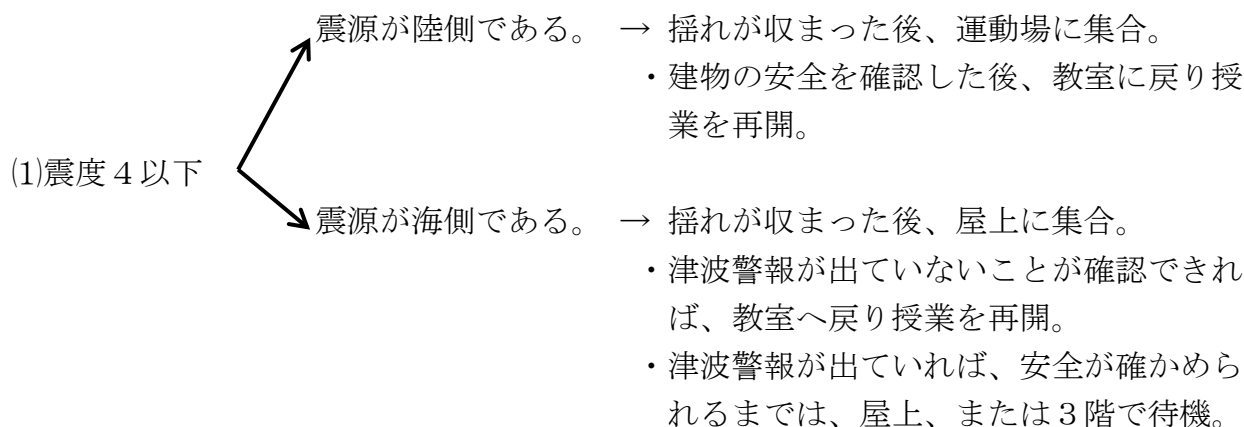 震源が陸側である。 → 揺れが収まった後、運動場に集合。
・建物の安全を確認した後、教室に戻り授
業を再開。
⑴震度４以下
震源が海側である。 → 揺れが収まった後、屋上に集合。
・津波警報が出ていないことが確認できれ
ば、教室へ戻り授業を再開。
・津波警報が出ていれば、安全が確かめら
れるまでは、屋上、または３階で待機。